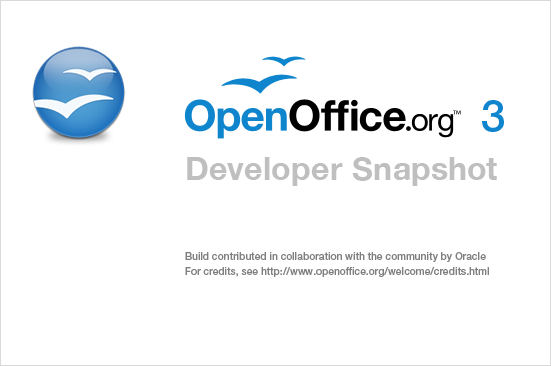 OpenOffice.org™ 3
Developer Snapshot
Build contributed in collaboration with the community by Oracle
For credits, see http://www.openoffice.org/welcome/credits.html